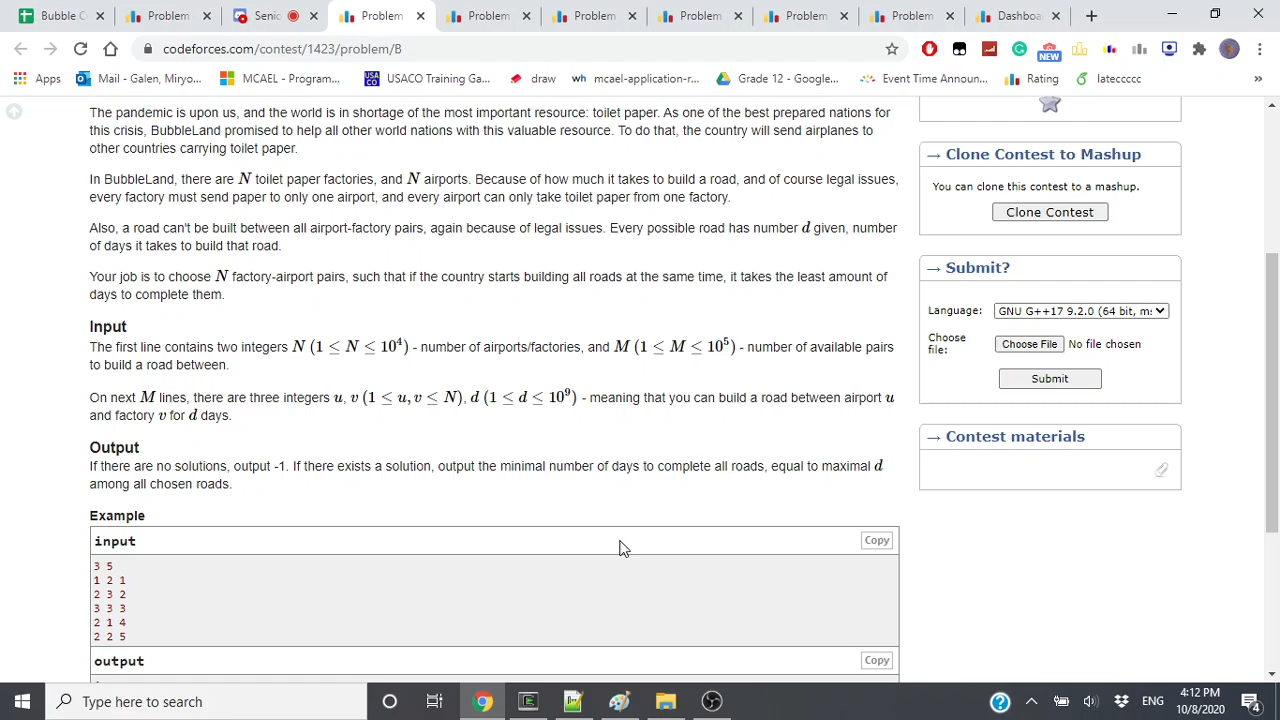 Bubble C
Problem
Senio
Problem
Problem
Problem
Problem
Problem
Problem
Dashboa
codeforces.com/contest/1423/problem/B
NEW
Apps
Mail - Galen, Miryo...
MCAEL - Program...
USACO Training Ga...
draw
mcael-application-r...
Grade 12 - Google...
Event Time Announ...
Rating
lateccccc
The pandemic is upon us, and the world is in shortage of the most important resource: toilet paper. As one of the best prepared nations for
this crisis, BubbleLand promised to help all other world nations with this valuable resource. To do that, the country will send airplanes to
other countries carrying toilet paper.
In BubbleLand, there are N toilet paper factories, and N airports. Because of how much it takes to build a road, and of course legal issues,
every factory must send paper to only one airport, and every airport can only take toilet paper from one factory.
Also, a road can't be built between all airport-factory pairs, again because of legal issues. Every possible road has number d given, number
of days it takes to build that road.
Your job is to choose N factory-airport pairs, such that if the country starts building all roads at the same time, it takes the least amount of
days to complete them.
Input
The first line contains two integers N (1 ≤ N ≤ 10⁴) - number of airports/factories, and M (1 ≤ M ≤ 10⁵) - number of available pairs
to build a road between.
On next M lines, there are three integers u, v (1 ≤ u, v ≤ N), d (1 ≤ d ≤ 10⁹) - meaning that you can build a road between airport u
and factory v for d days.
Output
If there are no solutions, output -1. If there exists a solution, output the minimal number of days to complete all roads, equal to maximal d
among all chosen roads.
Example
input
Copy
3 5
1 2 1
2 3 2
3 3 3
2 1 4
2 2 5
output
Copy
→ Clone Contest to Mashup
You can clone this contest to a mashup.
Clone Contest
→ Submit?
Language: GNU G++17 9.2.0 (64 bit, ms
Choose
file:
Choose File No file chosen
Submit
→ Contest materials
Type here to search
ENG
4:12 PM
10/8/2020
4